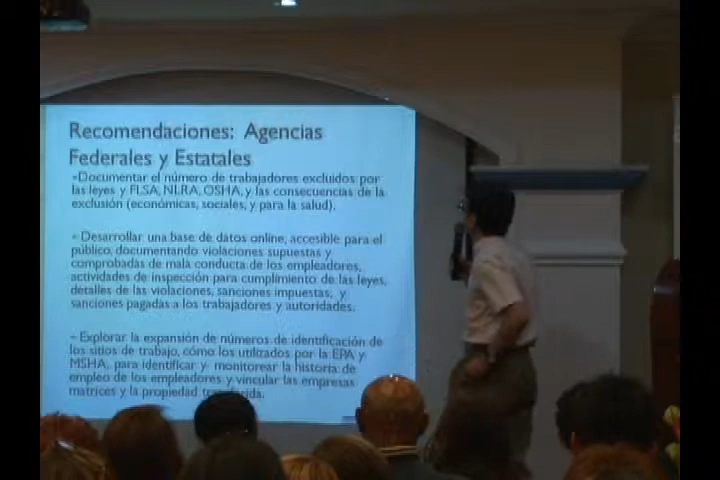 Recomendaciones: Agencias
Federales y Estatales
Documentar el número de trabajadores excluidos por
las leyes y FLSA, NLRA, OSHA, y las consecuencias de la
exclusión (económicas, sociales, y para la salud).
Desarrollar una base de datos online, accesible para el
público, documentando violaciones supuestas y
comprobadas de mala conducta de los empleadores,
actividades de inspección para cumplimiento de las leyes,
detalles de las violaciones, sanciones impuestas, y
sanciones pagadas a los trabajadores y autoridades.
Explorar la expansión de números de identificación de
los sitios de trabajo, cómo los utilizados por la EPA y
MSHA, para identificar y monitorear la historia de
empleo de los empleadores y vincular las empresas
matrices y la propiedad